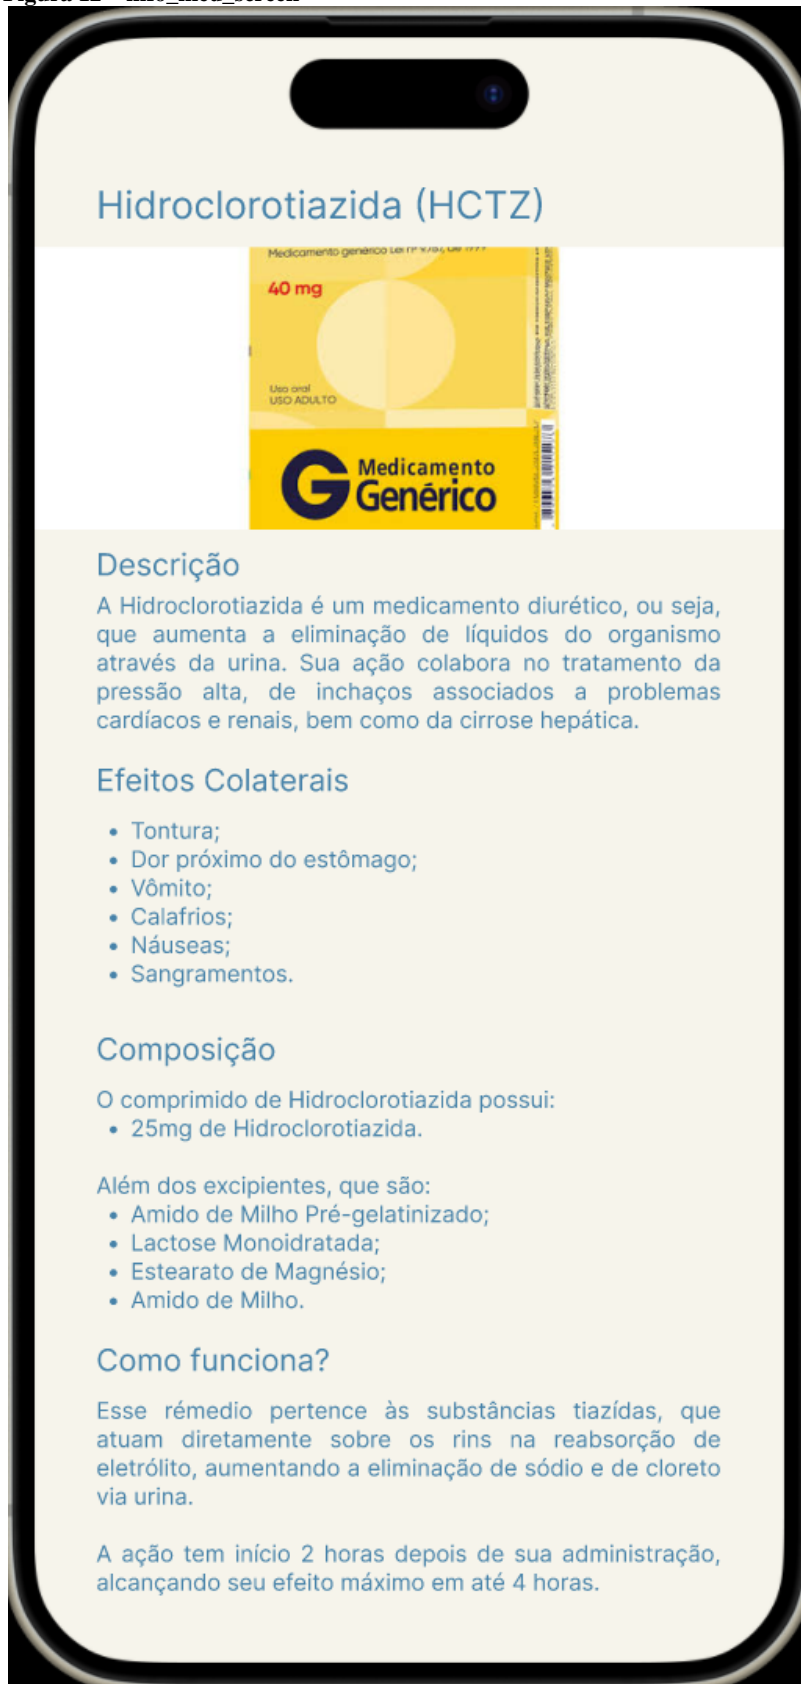 Hidroclorotiazida (HCTZ)
Medicamento genérico Lei nº 9.787, de 1999
40 mg
Uso oral
USO ADULTO
G Medicamento
Genérico
Descrição
A Hidroclorotiazida é um medicamento diurético, ou seja,
que aumenta a eliminação de líquidos do organismo
através da urina. Sua ação colabora no tratamento da
pressão alta, de inchaços associados a problemas
cardíacos e renais, bem como da cirrose hepática.
Efeitos Colaterais
• Tontura;
• Dor próximo do estômago;
• Vômito;
• Calafrios;
• Náuseas;
• Sangramentos.
Composição
O comprimido de Hidroclorotiazida possui:
• 25mg de Hidroclorotiazida.
Além dos excipientes, que são:
• Amido de Milho Pré-gelatinizado;
• Lactose Monoidratada;
• Estearato de Magnésio;
• Amido de Milho.
Como funciona?
Esse rémedio pertence às substâncias tiazídas, que
atuam diretamente sobre os rins na reabsorção de
eletrólito, aumentando a eliminação de sódio e de cloreto
via urina.
A ação tem início 2 horas depois de sua administração,
alcançando seu efeito máximo em até 4 horas.